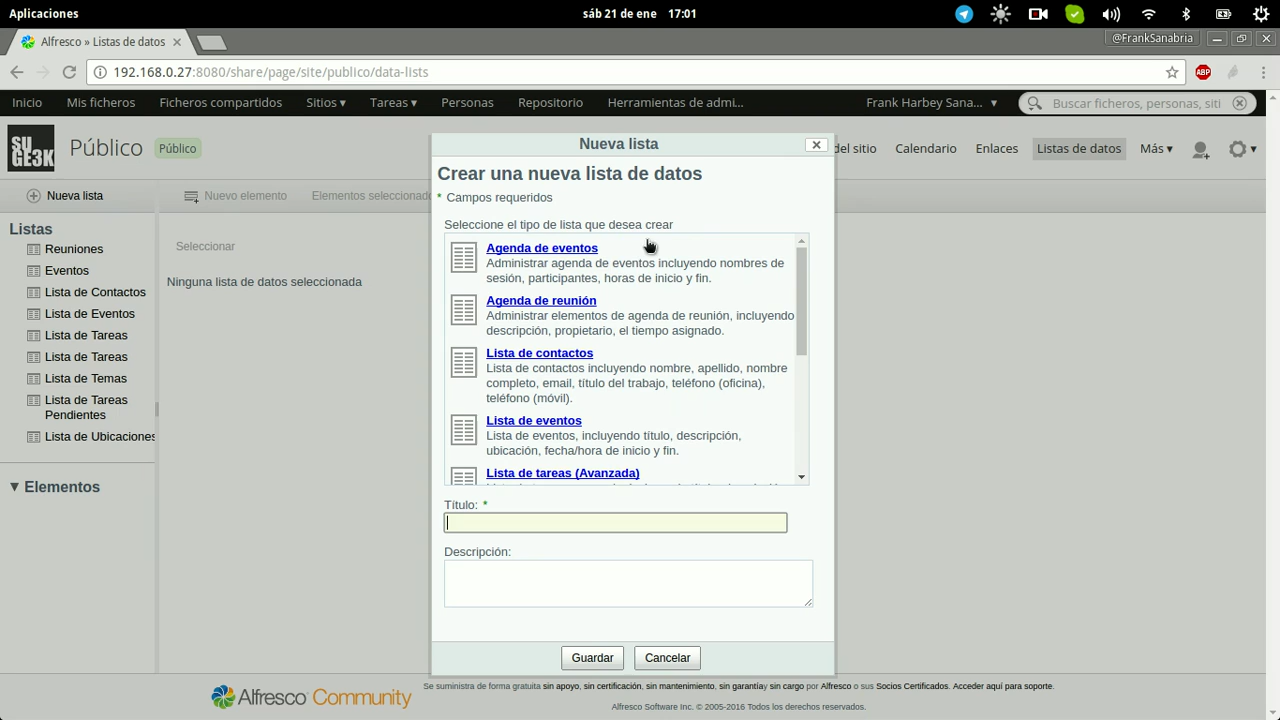 Aplicaciones
sáb 21 de ene 17:01
Alfresco » Listas de datos
@FrankSanabria
192.168.0.27:8080/share/page/site/publico/data-lists
ABP
Inicio Mis ficheros Ficheros compartidos Sitios ▾ Tareas ▾ Personas Repositorio Herramientas de admi... Frank Harbey Sana... ▾ Buscar ficheros, personas, siti
SU GE3K
Público Público
del sitio Calendario Enlaces Listas de datos Más ▾
Nueva lista
Nuevo elemento Elementos seleccionado
Listas
Reuniones
Eventos
Lista de Contactos
Lista de Eventos
Lista de Tareas
Lista de Tareas
Lista de Temas
Lista de Tareas
Pendientes
Lista de Ubicaciones
▼ Elementos
Seleccionar
Ninguna lista de datos seleccionada
Nueva lista
Crear una nueva lista de datos
* Campos requeridos
Seleccione el tipo de lista que desea crear
Agenda de eventos
Administrar agenda de eventos incluyendo nombres de
sesión, participantes, horas de inicio y fin.
Agenda de reunión
Administrar elementos de agenda de reunión, incluyendo
descripción, propietario, el tiempo asignado.
Lista de contactos
Lista de contactos incluyendo nombre, apellido, nombre
completo, email, título del trabajo, teléfono (oficina),
teléfono (móvil).
Lista de eventos
Lista de eventos, incluyendo título, descripción,
ubicación, fecha/hora de inicio y fin.
Lista de tareas (Avanzada)
Título: *
Descripción:
Guardar Cancelar
Alfresco Community
Se suministra de forma gratuita sin apoyo, sin certificación, sin mantenimiento, sin garantíay sin cargo por Alfresco o sus Socios Certificados. Acceder aquí para soporte.
Alfresco Software Inc. © 2005-2016 Todos los derechos reservados.